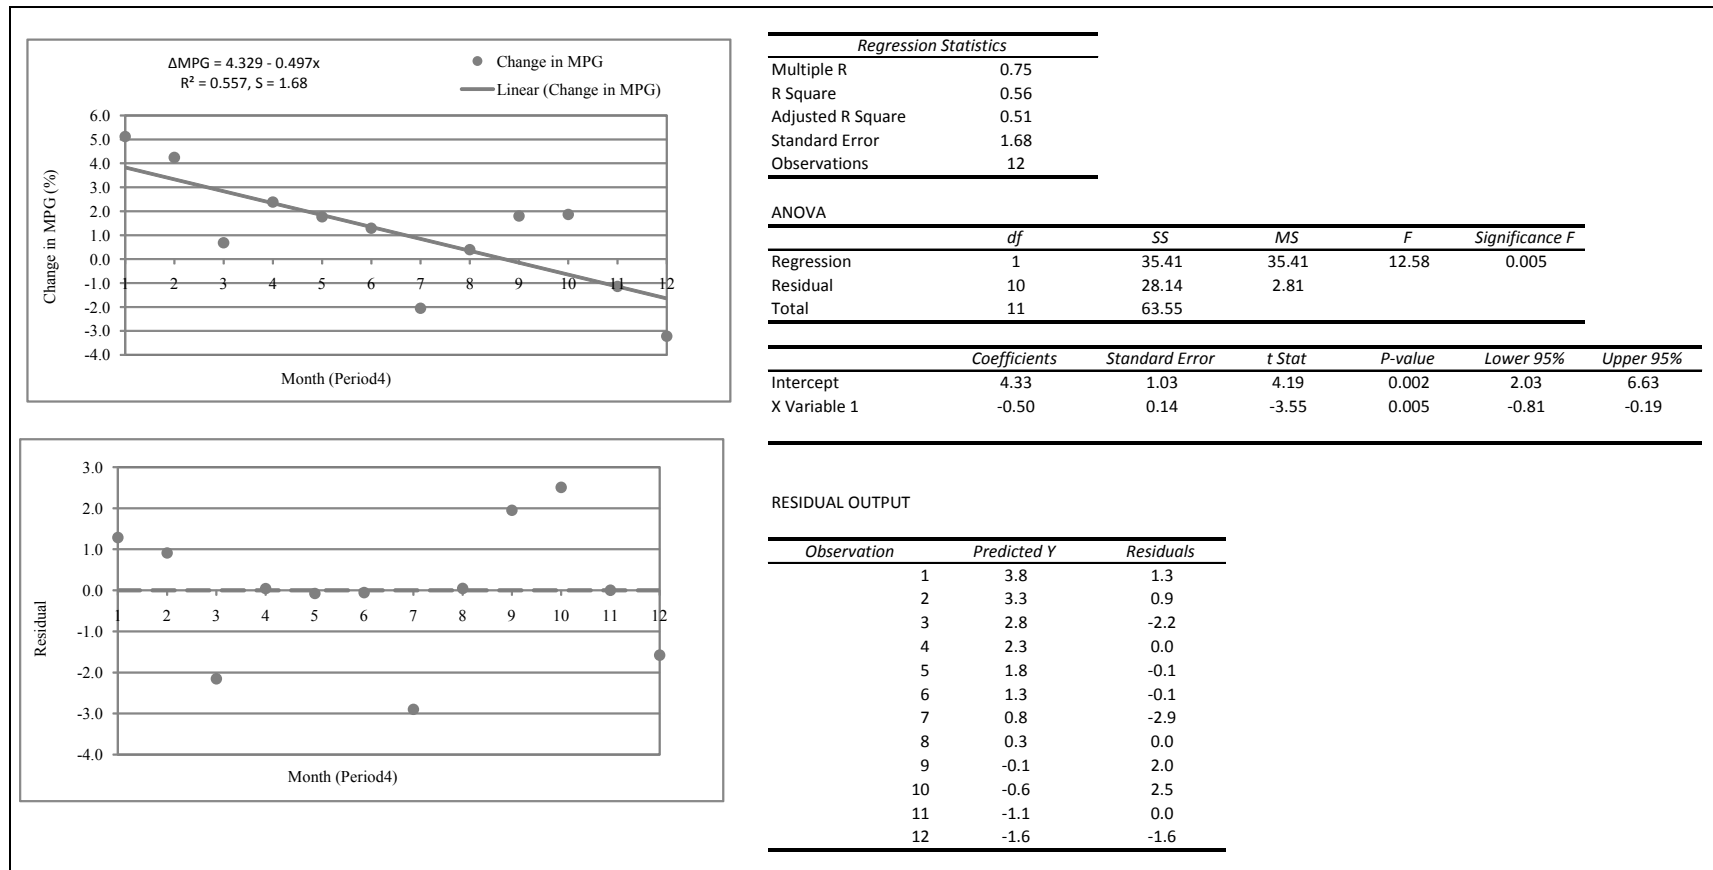 ΔMPG = 4.329 - 0.497x
R² = 0.557, S = 1.68
Change in MPG
Linear (Change in MPG)
6.0
5.0
4.0
3.0
2.0
1.0
0.0
-1.0
-2.0
-3.0
-4.0
1 2 3 4 5 6 7 8 9 10 11 12
Change in MPG (%)
Month (Period4)
3.0
2.0
1.0
0.0
-1.0
-2.0
-3.0
-4.0
1 2 3 4 5 6 7 8 9 10 11 12
Residual
Month (Period4)
Regression Statistics
Multiple R 0.75
R Square 0.56
Adjusted R Square 0.51
Standard Error 1.68
Observations 12
ANOVA
df SS MS F Significance F
Regression 1 35.41 35.41 12.58 0.005
Residual 10 28.14 2.81
Total 11 63.55
Coefficients Standard Error t Stat P-value Lower 95% Upper 95%
Intercept 4.33 1.03 4.19 0.002 2.03 6.63
X Variable 1 -0.50 0.14 -3.55 0.005 -0.81 -0.19
RESIDUAL OUTPUT
Observation Predicted Y Residuals
1 3.8 1.3
2 3.3 0.9
3 2.8 -2.2
4 2.3 0.0
5 1.8 -0.1
6 1.3 -0.1
7 0.8 -2.9
8 0.3 0.0
9 -0.1 2.0
10 -0.6 2.5
11 -1.1 0.0
12 -1.6 -1.6